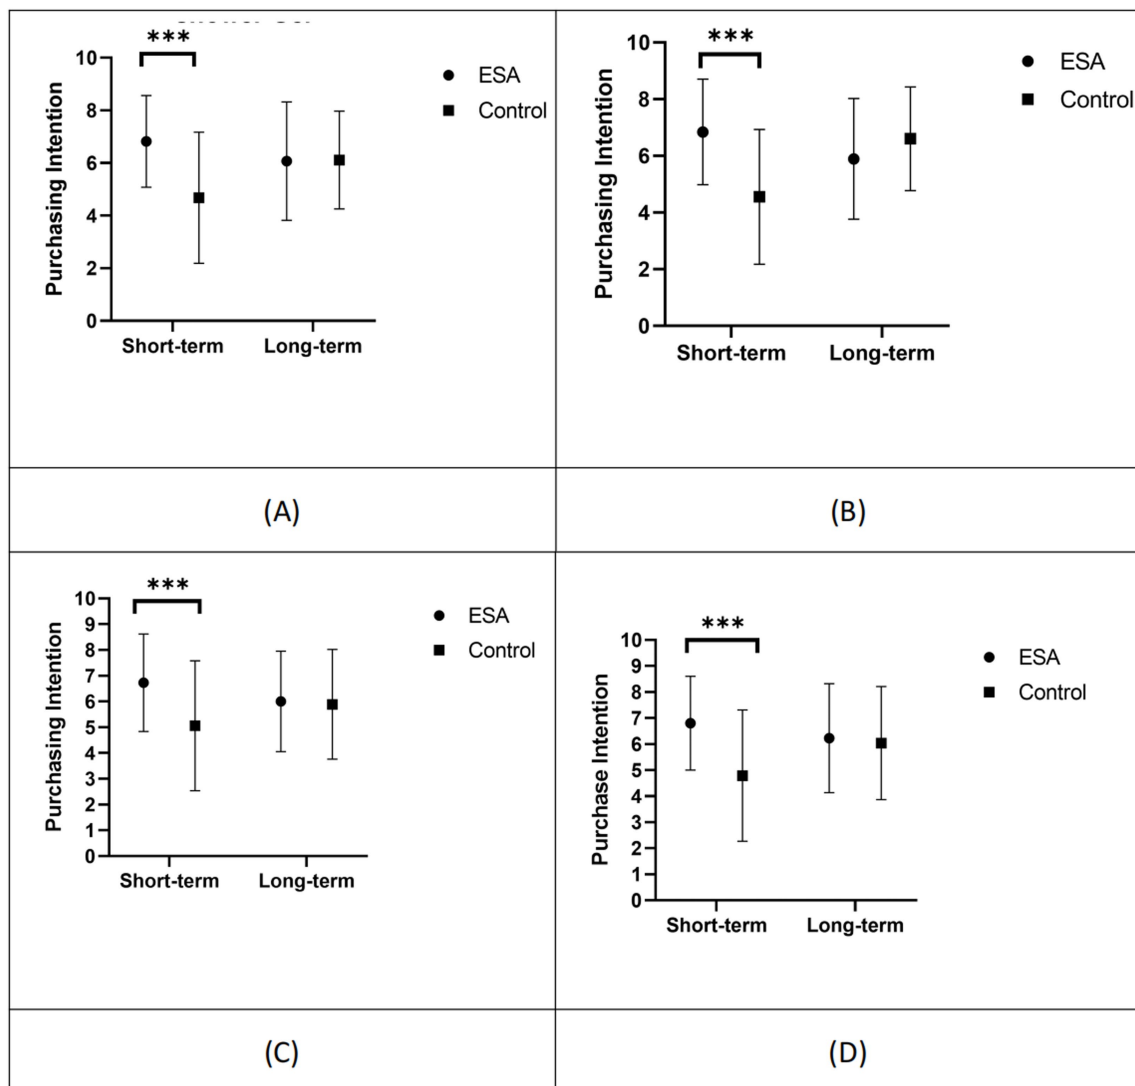 ***
10
8
6
4
2
0
Purchasing Intention
Short-term
Long-term
ESA
Control
***
10
8
6
4
2
0
Purchasing Intention
Short-term
Long-term
ESA
Control
(A)
(B)
***
10
9
8
7
6
5
4
3
2
1
0
Purchasing Intention
Short-term
Long-term
ESA
Control
***
10
9
8
7
6
5
4
3
2
1
0
Purchase Intention
Short-term
Long-term
ESA
Control
(C)
(D)